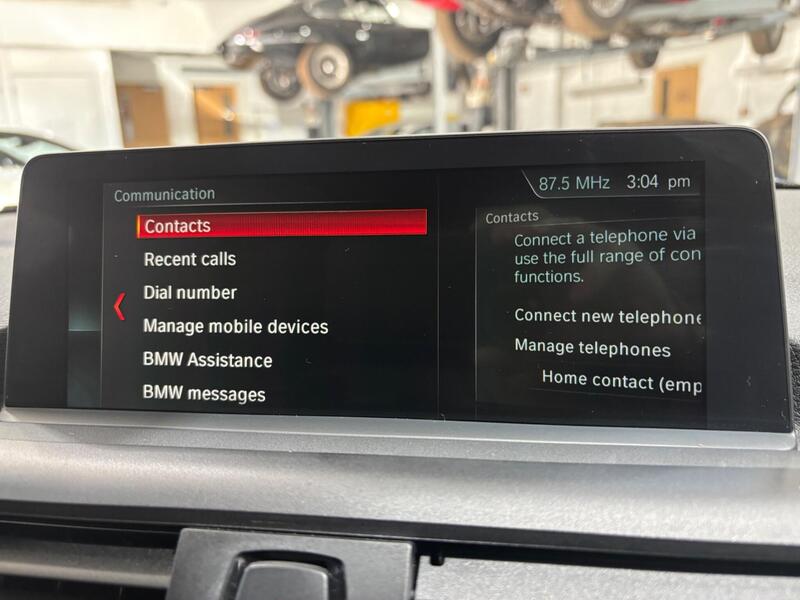 Communication
87.5 MHz 3:04 pm
Contacts
Recent calls
Dial number
Manage mobile devices
BMW Assistance
BMW messages
Contacts
Connect a telephone via
use the full range of con
functions.
Connect new telephone
Manage telephones
Home contact (emp